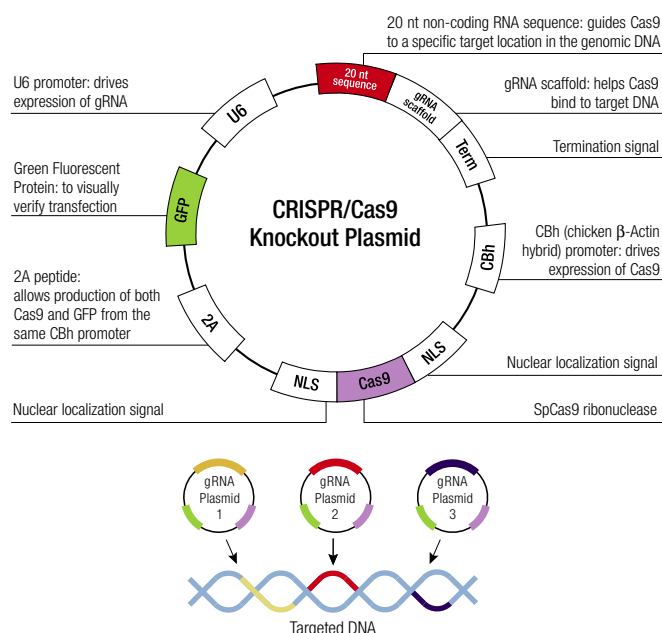 20 nt non-coding RNA sequence: guides Cas9
to a specific target location in the genomic DNA
U6 promoter: drives
expression of gRNA
20 nt
sequence
gRNA
scaffold
gRNA scaffold: helps Cas9
bind to target DNA
U6
Term
Termination signal
Green Fluorescent
Protein: to visually
verify transfection
GFP
CRISPR/Cas9
Knockout Plasmid
CBh
CBh (chicken β-Actin
hybrid) promoter: drives
expression of Cas9
2A peptide:
allows production of both
Cas9 and GFP from the
same CBh promoter
2A
NLS
Cas9
NLS
Nuclear localization signal
Nuclear localization signal
SpCas9 ribonuclease
gRNA
Plasmid
1
gRNA
Plasmid
2
gRNA
Plasmid
3
Targeted DNA